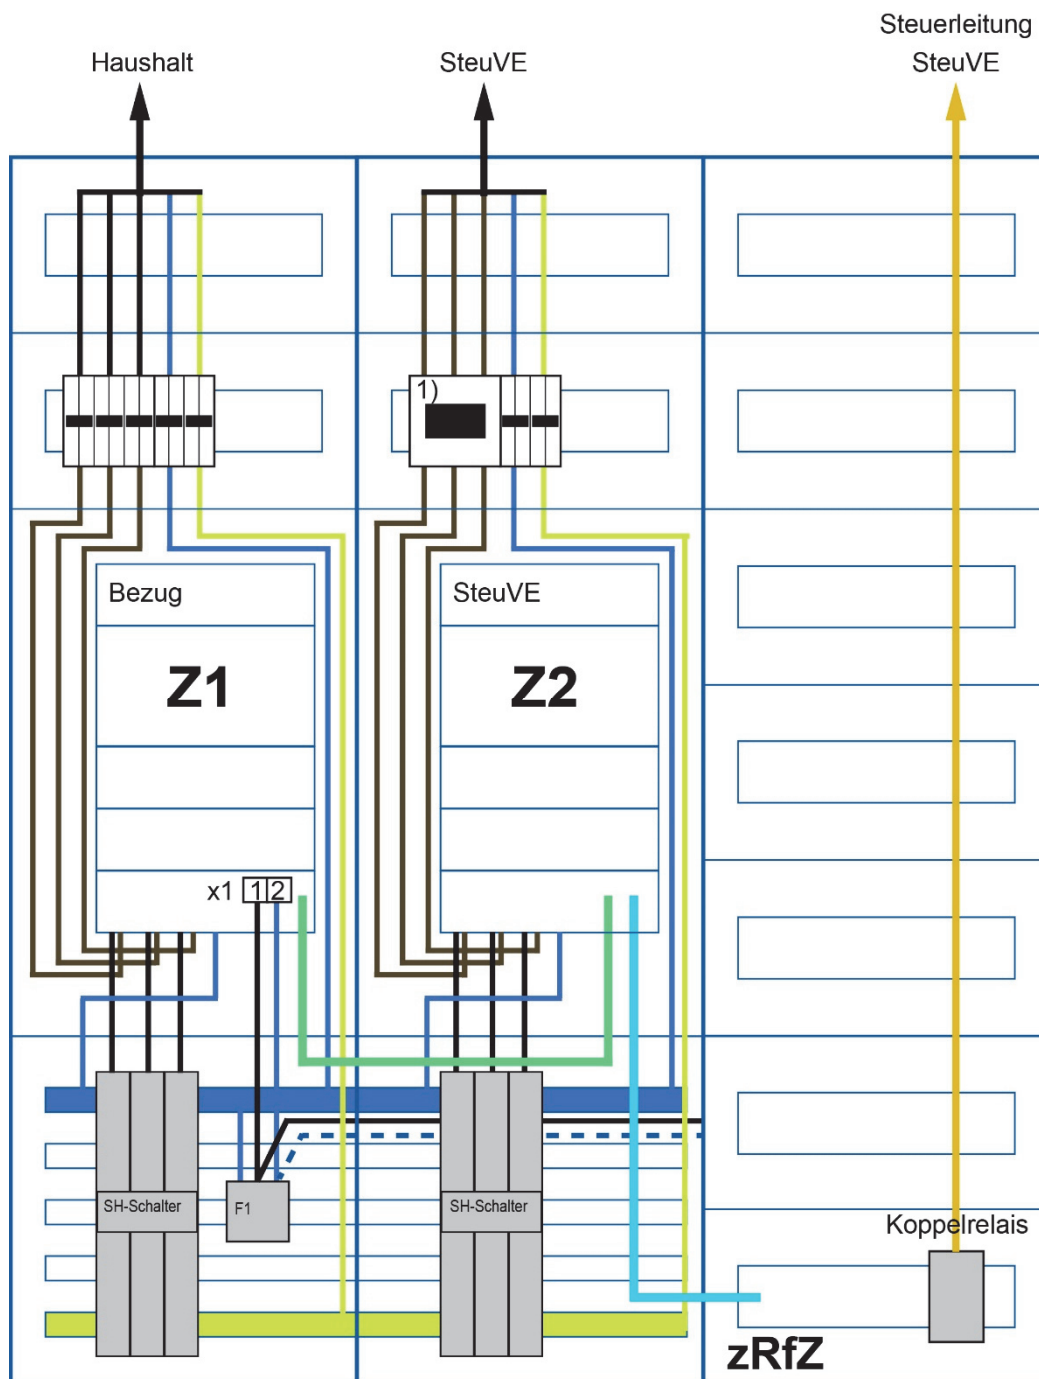 Steuerleitung
Haushalt
SteuVE
SteuVE
1)
Bezug
SteuVE
Z1
Z2
x1 1 2
SH-Schalter
F1
SH-Schalter
Koppelrelais
zRfZ